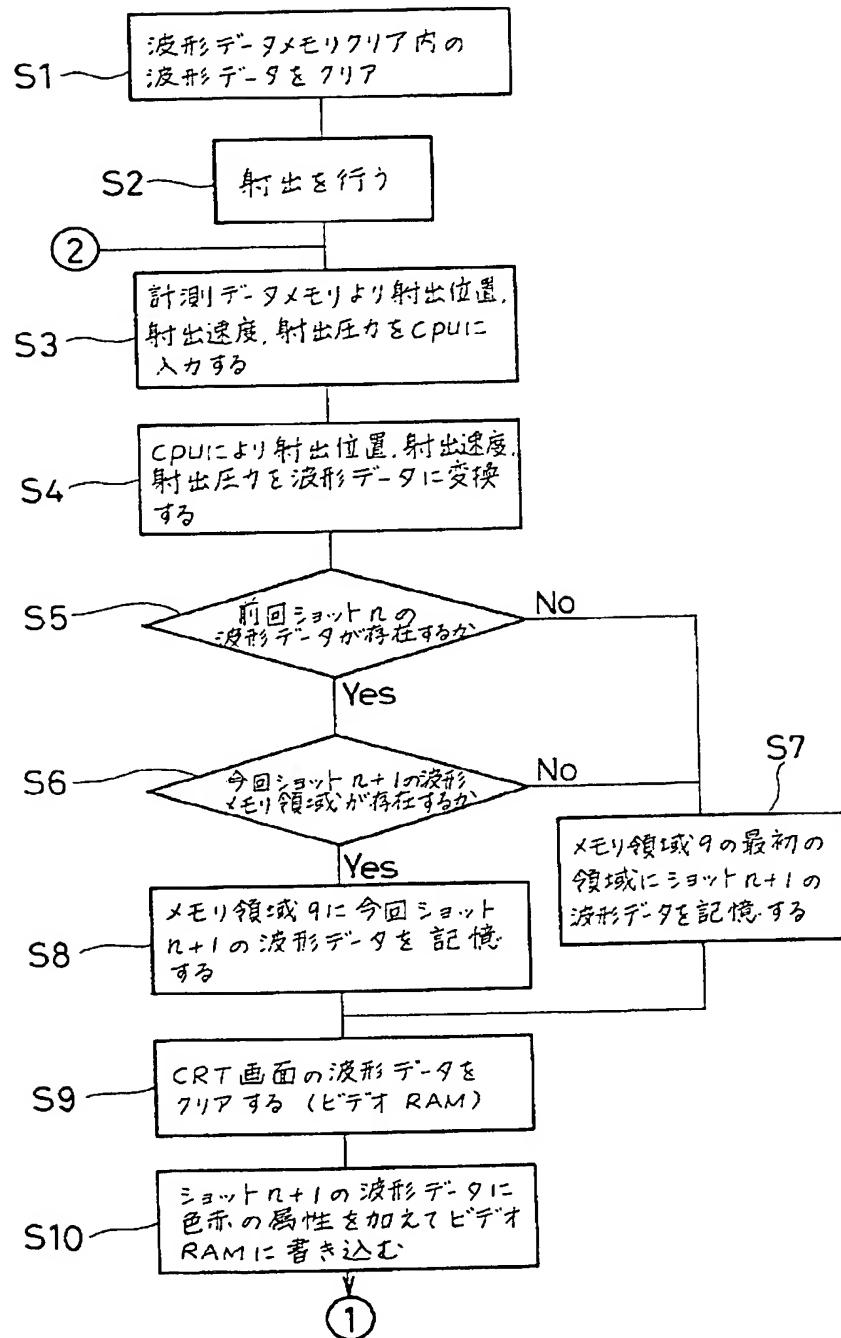 S1
波形データメモリクリア内の
波形データをクリア
S2
射出を行う
2
S3
計測データメモリより射出位置,
射出速度,射出圧力をCPUに
入力する
S4
CPUにより射出位置,射出速度,
射出圧力を波形データに変換
する
S5
前回ショットnの
波形データが存在するか
No
Yes
S6
今回ショットn+1の波形
メモリ領域が存在するか
No
Yes
S7
メモリ領域9の最初の
領域にショットn+1の
波形データを記憶する
S8
メモリ領域9に今回ショット
n+1の波形データを記憶
する
S9
CRT画面の波形データを
クリアする(ビデオRAM)
S10
ショットn+1の波形データに
色赤の属性を加えてビデオ
RAMに書き込む
1